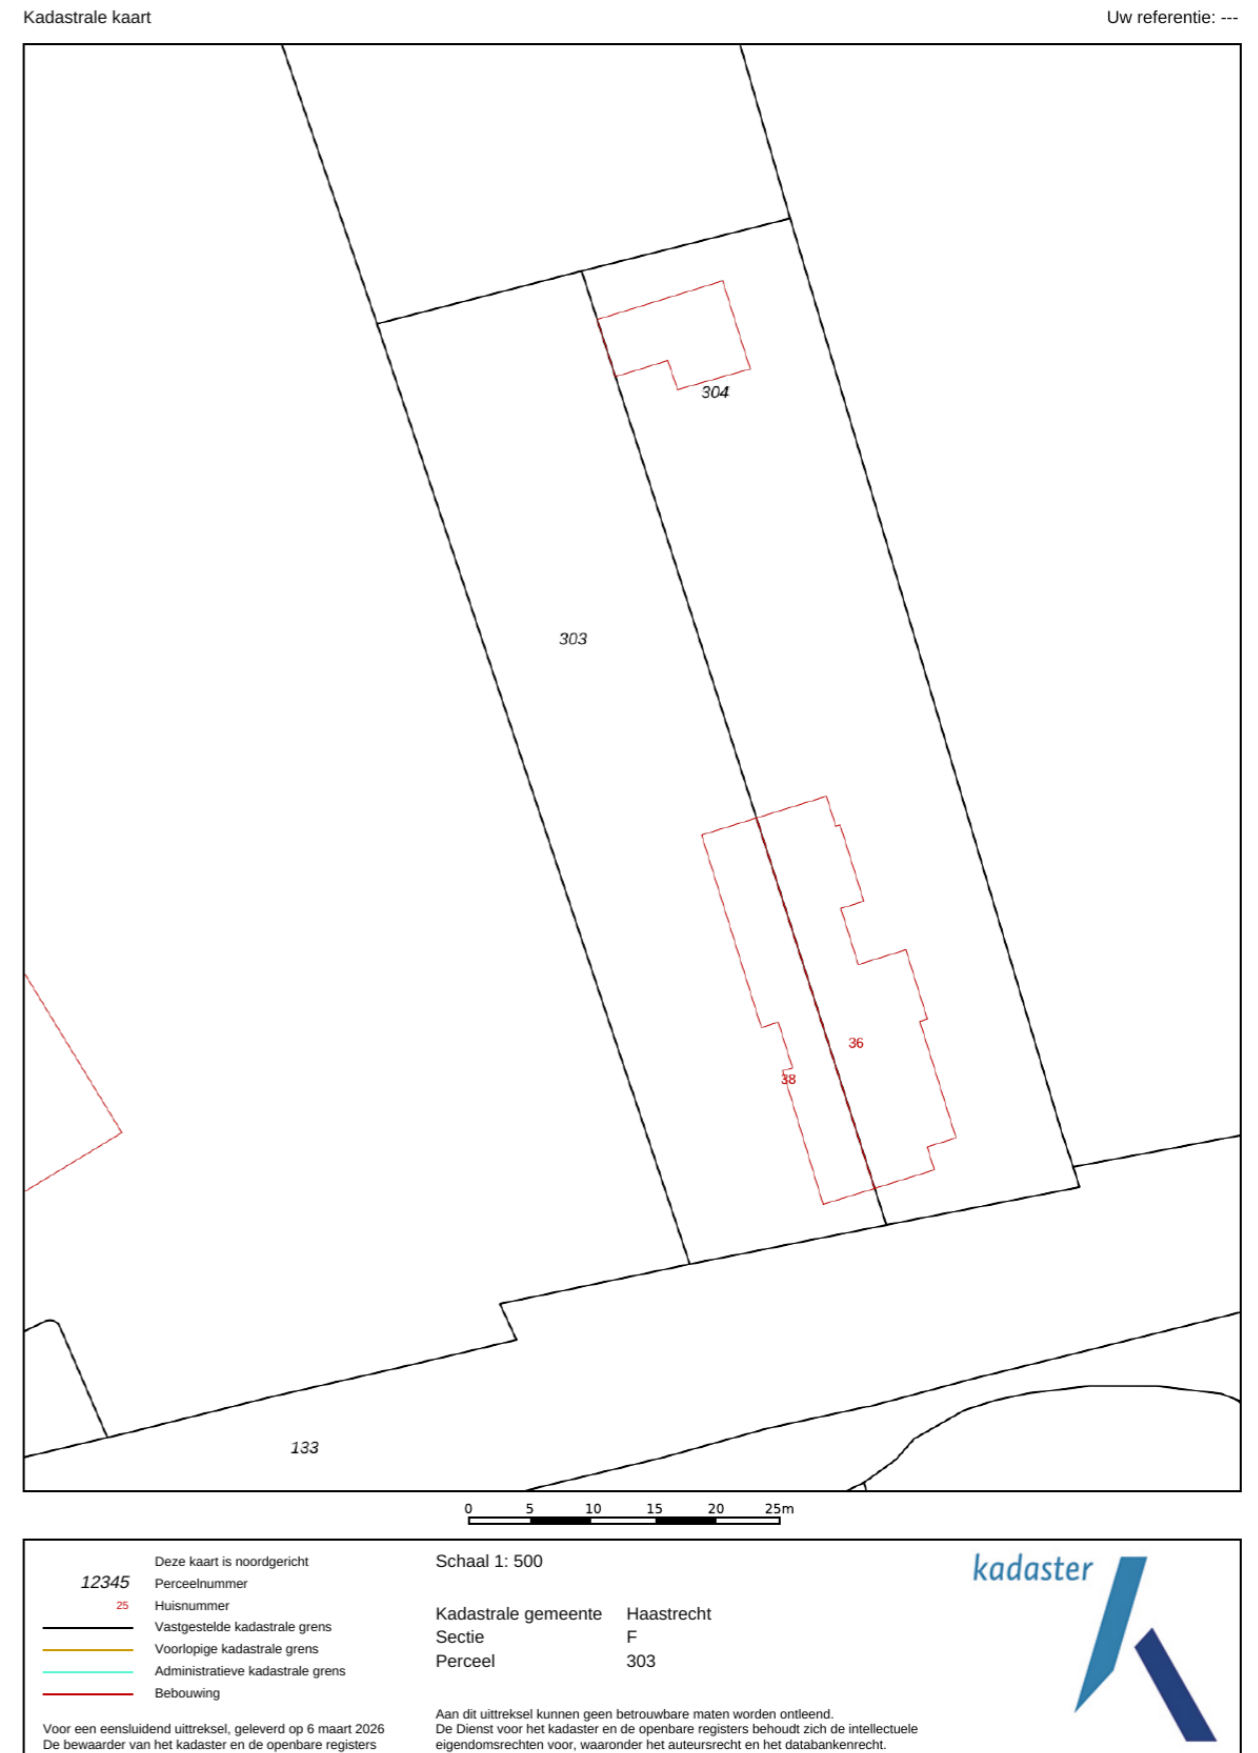 Kadastrale kaart
Uw referentie: ---
304
303
36
38
133
0 5 10 15 20 25m
Deze kaart is noordgericht
12345 Perceelnummer
25 Huisnummer
Vastgestelde kadastrale grens
Voorlopige kadastrale grens
Administratieve kadastrale grens
Bebouwing
Voor een eensluidend uittreksel, geleverd op 6 maart 2026
De bewaarder van het kadaster en de openbare registers
Schaal 1: 500
Kadastrale gemeente Haastrecht
Sectie F
Perceel 303
Aan dit uittreksel kunnen geen betrouwbare maten worden ontleend.
De Dienst voor het kadaster en de openbare registers behoudt zich de intellectuele
eigendomsrechten voor, waaronder het auteursrecht en het databankenrecht.
kadaster